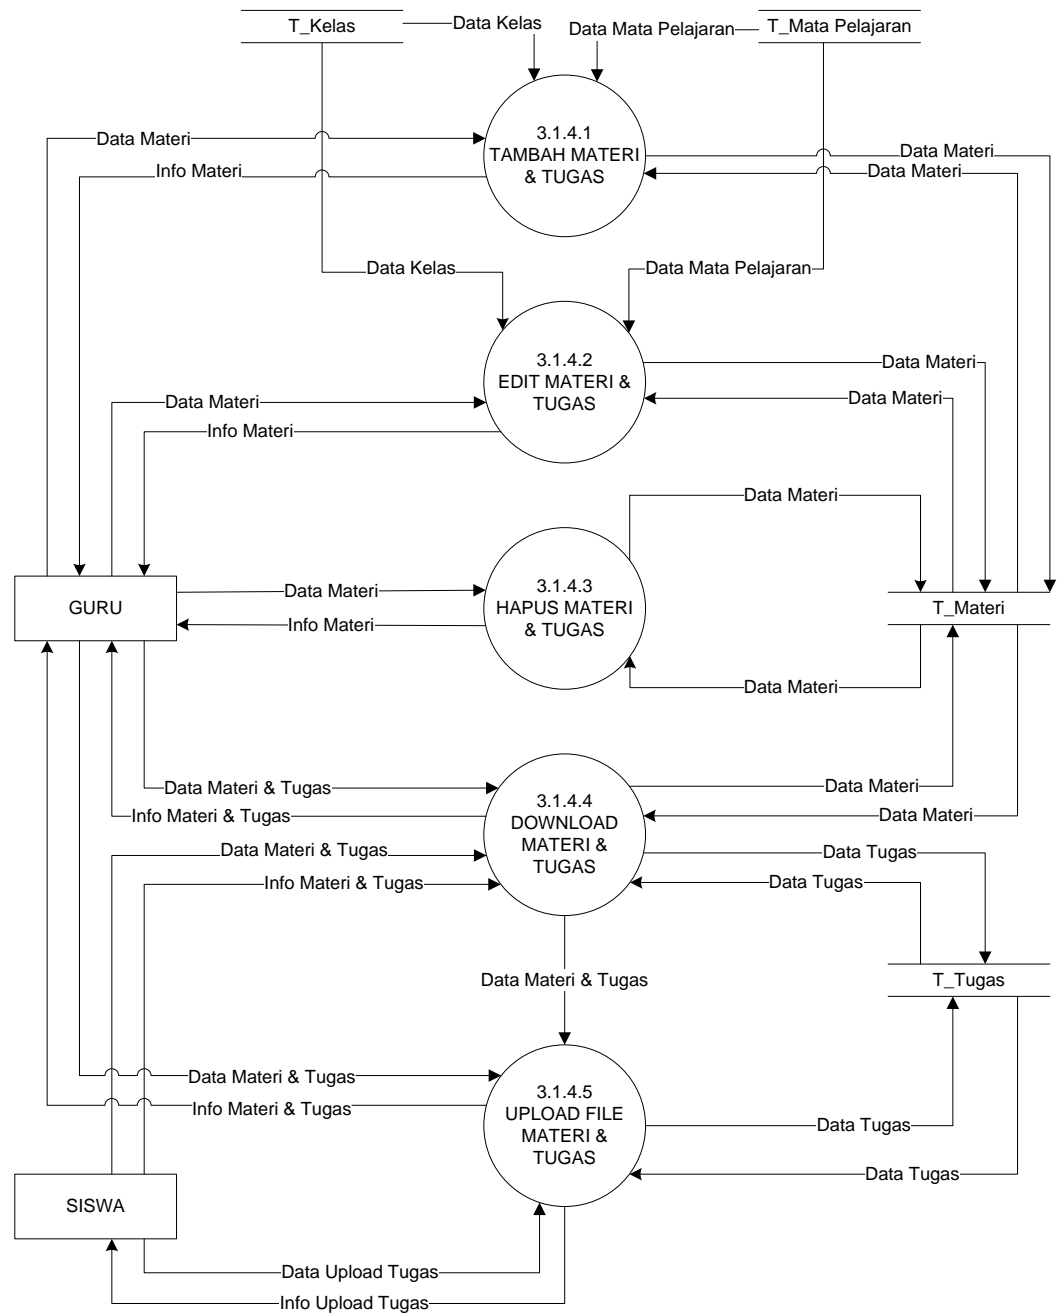 T_Kelas
Data Kelas
Data Mata Pelajaran
T_Mata Pelajaran
Data Materi
3.1.4.1
TAMBAH MATERI
& TUGAS
Data Materi
Info Materi
Data Materi
Data Kelas
Data Mata Pelajaran
3.1.4.2
EDIT MATERI &
TUGAS
Data Materi
Data Materi
Data Materi
Info Materi
Data Materi
3.1.4.3
HAPUS MATERI
& TUGAS
GURU
Data Materi
Info Materi
T_Materi
Data Materi
3.1.4.4
DOWNLOAD
MATERI &
TUGAS
Data Materi & Tugas
Info Materi & Tugas
Data Materi
Data Materi
Data Materi & Tugas
Info Materi & Tugas
Data Tugas
Data Tugas
Data Materi & Tugas
T_Tugas
3.1.4.5
UPLOAD FILE
MATERI &
TUGAS
Data Materi & Tugas
Info Materi & Tugas
Data Tugas
Data Tugas
SISWA
Data Upload Tugas
Info Upload Tugas